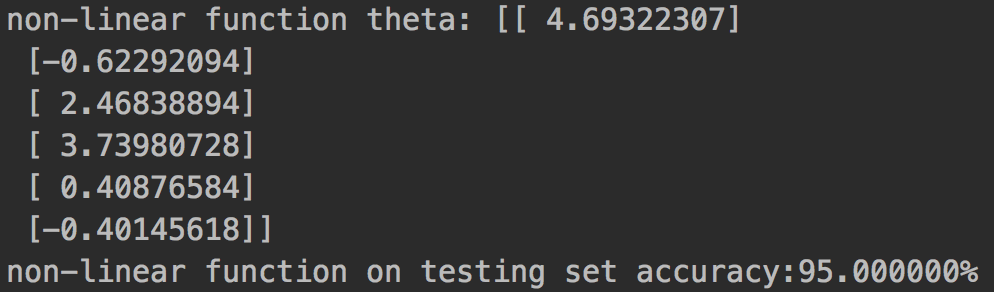 non-linear function theta: [[ 4.69322307]
[-0.62292094]
[ 2.46838894]
[ 3.73980728]
[ 0.40876584]
[-0.40145618]]
non-linear function on testing set accuracy:95.000000%